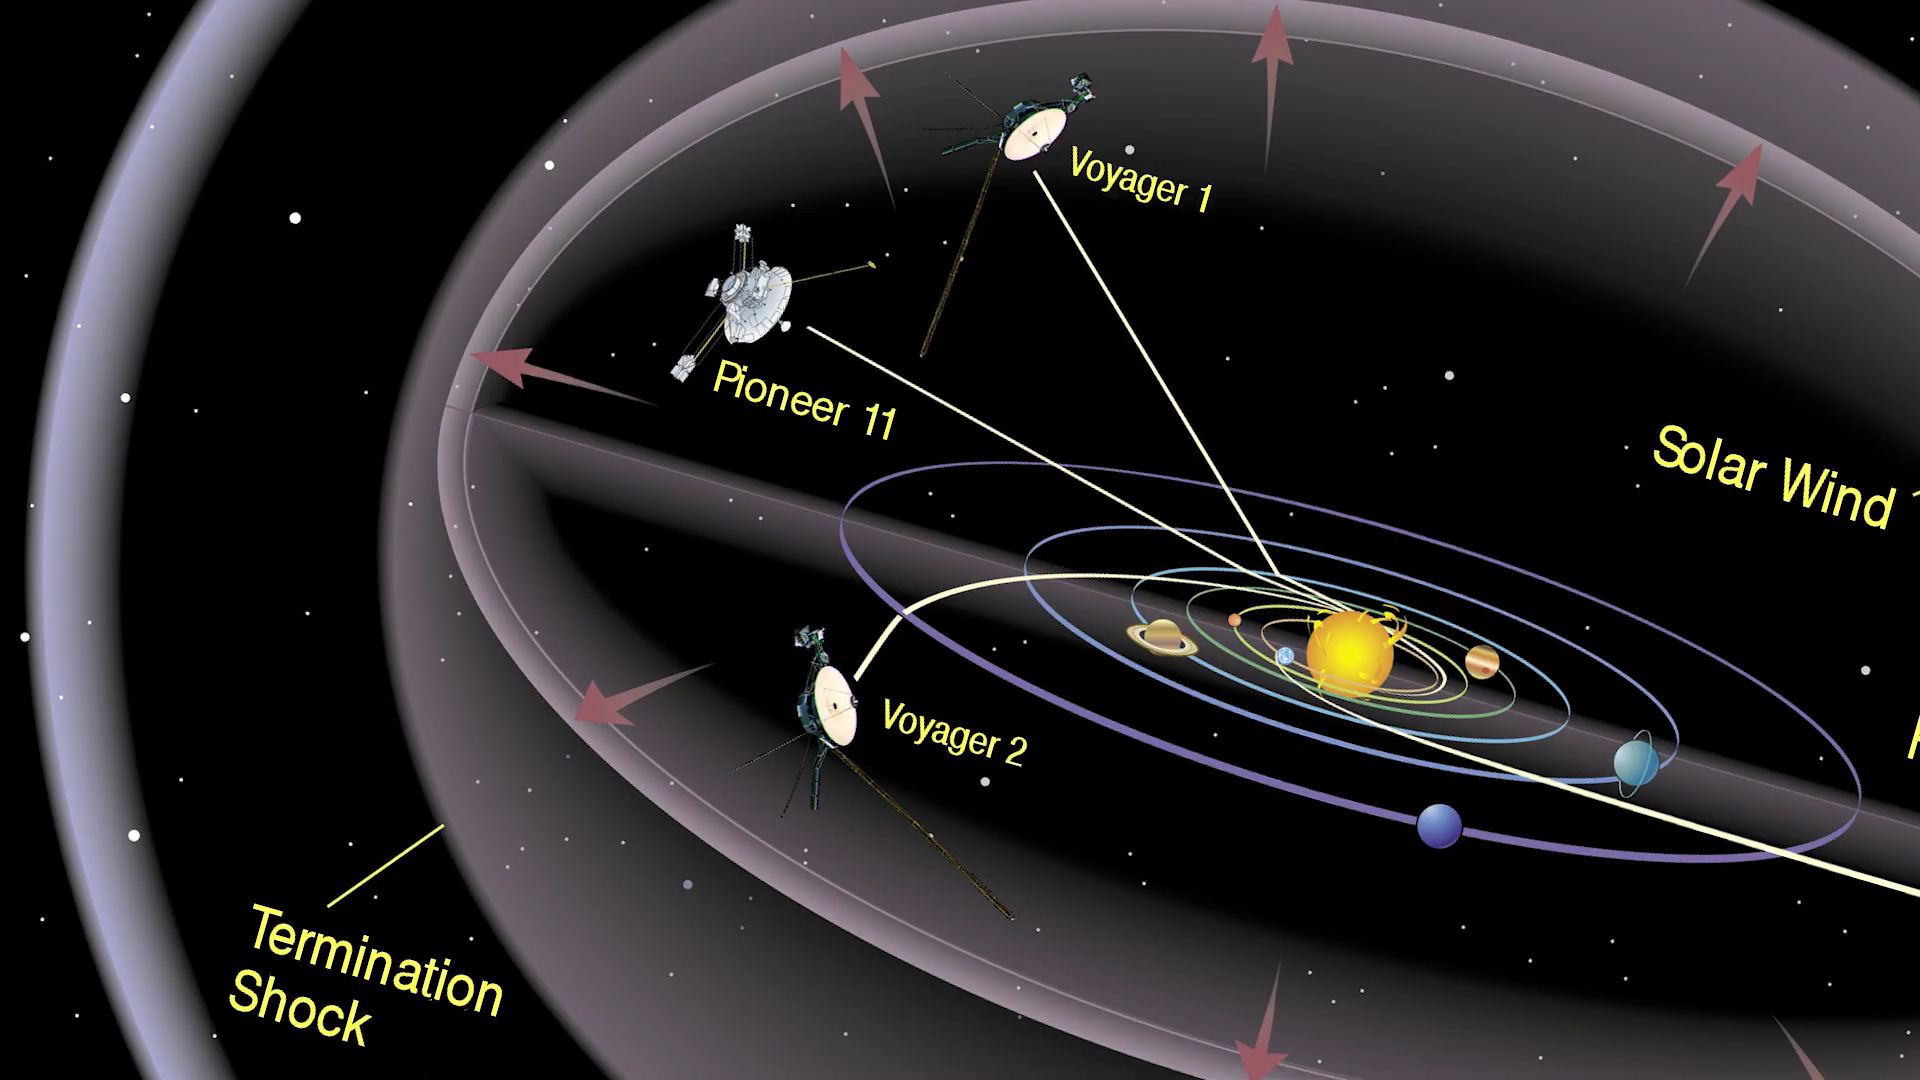 Voyager 1
Pioneer 11
Solar Wind
Voyager 2
Termination
Shock